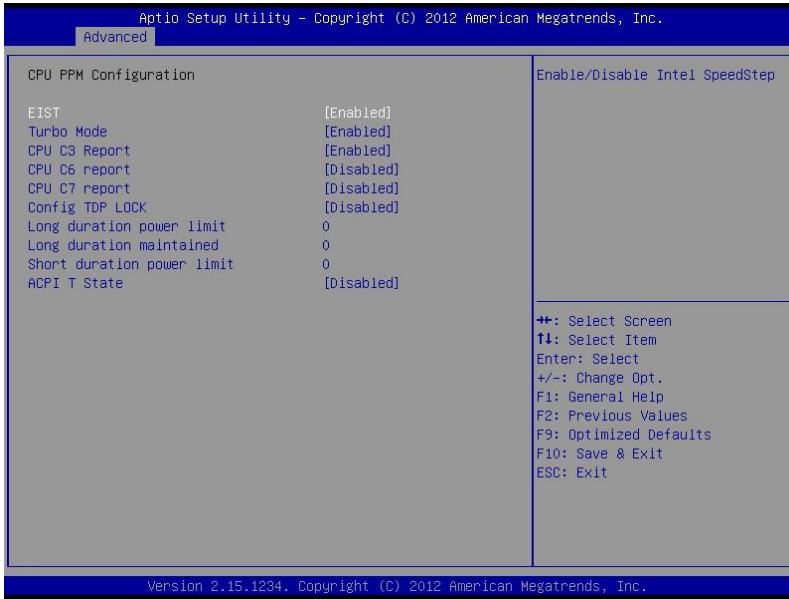 Aptio Setup Utility – Copyright (C) 2012 American Megatrends, Inc.
Advanced
CPU PPM Configuration
EIST [Enabled]
Turbo Mode [Enabled]
CPU C3 Report [Enabled]
CPU C6 report [Disabled]
CPU C7 report [Disabled]
Config TDP LOCK [Disabled]
Long duration power limit 0
Long duration maintained 0
Short duration power limit 0
ACPI T State [Disabled]
Enable/Disable Intel SpeedStep
→←: Select Screen
↑↓: Select Item
Enter: Select
+/-: Change Opt.
F1: General Help
F2: Previous Values
F9: Optimized Defaults
F10: Save & Exit
ESC: Exit
Version 2.15.1234. Copyright (C) 2012 American Megatrends, Inc.